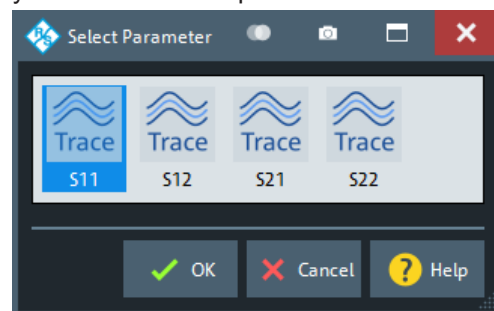 R&S Select Parameter
Trace Trace Trace Trace
S11 S12 S21 S22
OK Cancel ? Help